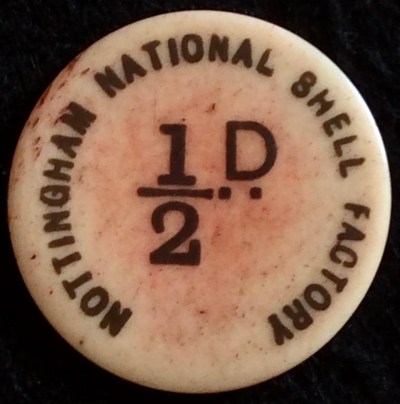 NOTTINGHAM NATIONAL SHELL FACTORY
1/2 D